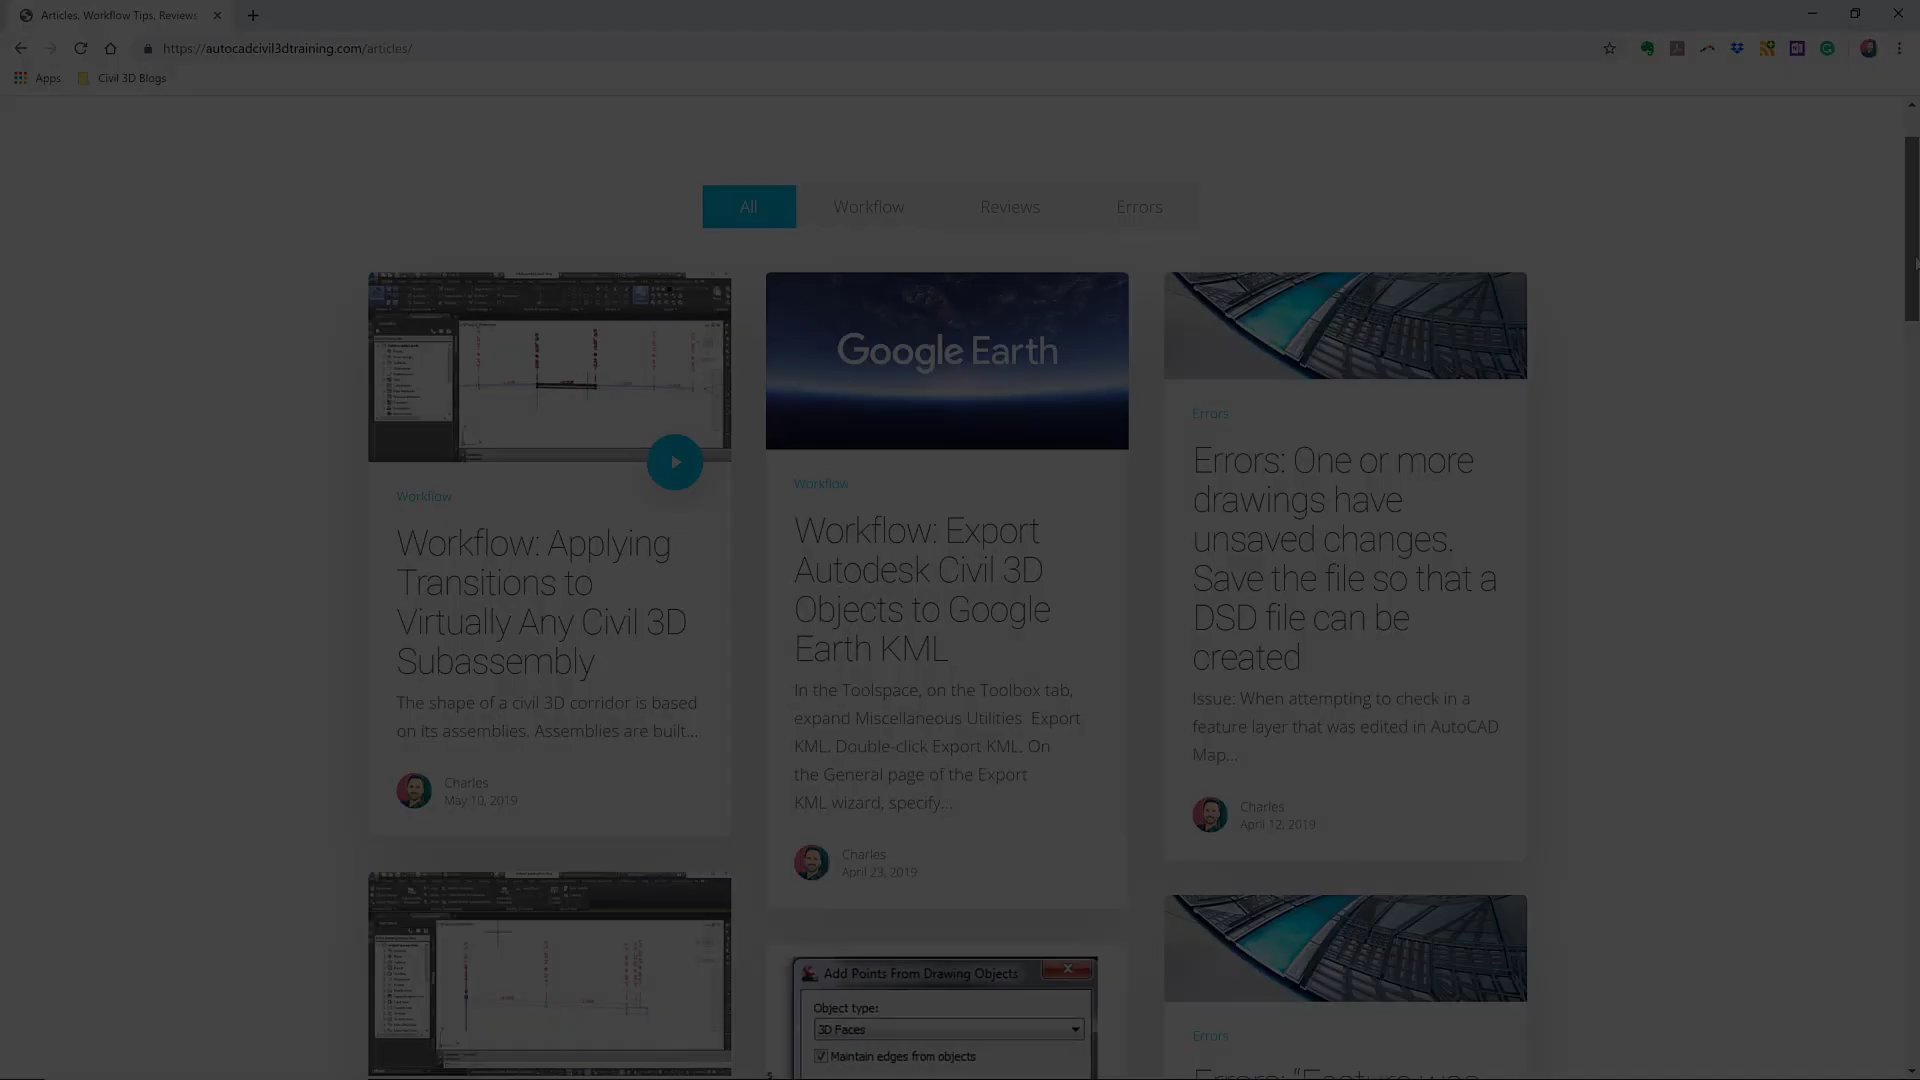 Articles, Workflow Tips, Reviews
https://autocadcivil3dtraining.com/articles/
Apps
Civil 3D Blogs
All
Workflow
Reviews
Errors
Google Earth
Workflow
Workflow: Applying
Transitions to
Virtually Any Civil 3D
Subassembly
The shape of a civil 3D corridor is based
on its assemblies. Assemblies are built...
Charles
May 10, 2019
Workflow
Workflow: Export
Autodesk Civil 3D
Objects to Google
Earth KML
In the Toolspace, on the Toolbox tab,
expand Miscellaneous Utilities  Export
KML. Double-click Export KML. On
the General page of the Export
KML wizard, specify...
Charles
April 23, 2019
Errors
Errors: One or more
drawings have
unsaved changes.
Save the file so that a
DSD file can be
created
Issue: When attempting to check in a
feature layer that was edited in AutoCAD
Map...
Charles
April 12, 2019
Add Points From Drawing Objects
Object type:
3D Faces
Maintain edges from objects
Errors
Errors: "Feature was